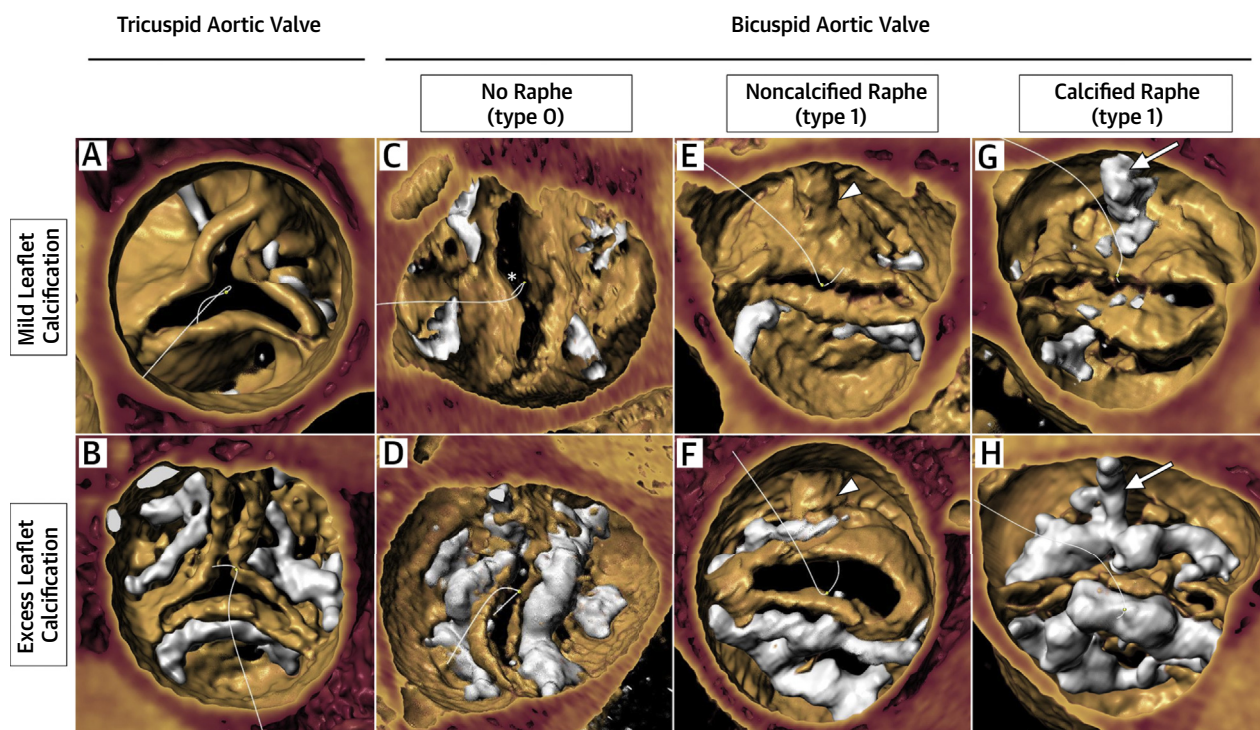 Tricuspid Aortic Valve
Bicuspid Aortic Valve
No Raphe
(type 0)
Noncalcified Raphe
(type 1)
Calcified Raphe
(type 1)
Mild Leaflet
Calcification
A
C
*
E
G
Excess Leaflet
Calcification
B
D
F
H